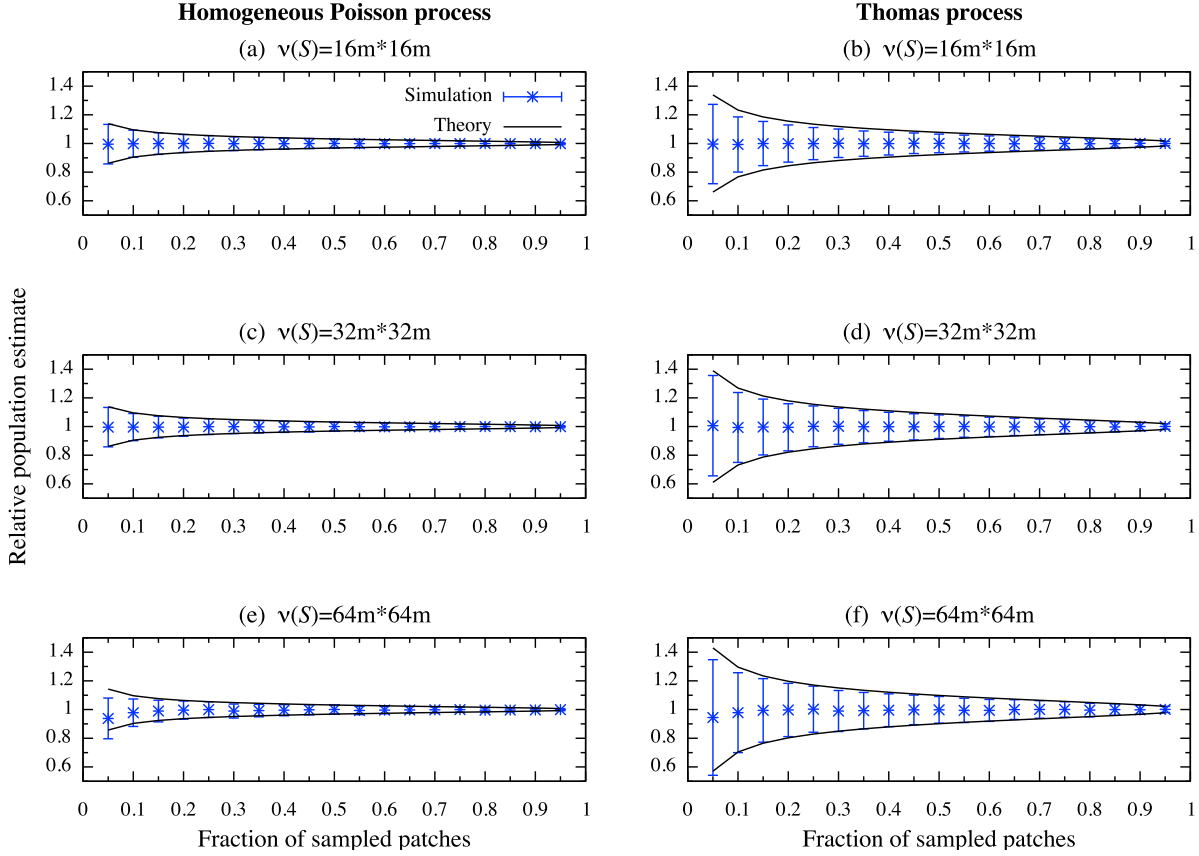 Homogeneous Poisson process
Thomas process
(a) ν(S)=16m*16m
(b) ν(S)=16m*16m
Simulation
Theory
1.4
1.2
1
0.8
0.6
0 0.1 0.2 0.3 0.4 0.5 0.6 0.7 0.8 0.9 1
1.4
1.2
1
0.8
0.6
0 0.1 0.2 0.3 0.4 0.5 0.6 0.7 0.8 0.9 1
Relative population estimate
(c) ν(S)=32m*32m
(d) ν(S)=32m*32m
1.4
1.2
1
0.8
0.6
0 0.1 0.2 0.3 0.4 0.5 0.6 0.7 0.8 0.9 1
1.4
1.2
1
0.8
0.6
0 0.1 0.2 0.3 0.4 0.5 0.6 0.7 0.8 0.9 1
(e) ν(S)=64m*64m
(f) ν(S)=64m*64m
1.4
1.2
1
0.8
0.6
0 0.1 0.2 0.3 0.4 0.5 0.6 0.7 0.8 0.9 1
1.4
1.2
1
0.8
0.6
0 0.1 0.2 0.3 0.4 0.5 0.6 0.7 0.8 0.9 1
Fraction of sampled patches
Fraction of sampled patches